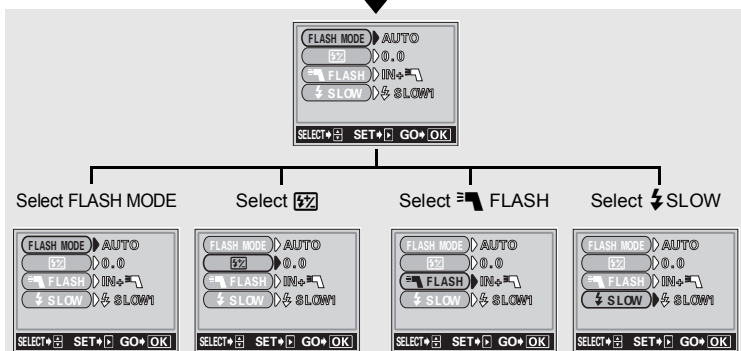 FLASH MODE AUTO
0.0
FLASH IN+
SLOW SLOW1
SELECT SET GO OK
Select FLASH MODE
Select
Select FLASH
Select SLOW
FLASH MODE AUTO
0.0
FLASH IN+
SLOW SLOW1
SELECT SET GO OK
FLASH MODE AUTO
0.0
FLASH IN+
SLOW SLOW1
SELECT SET GO OK
FLASH MODE AUTO
0.0
FLASH IN+
SLOW SLOW1
SELECT SET GO OK
FLASH MODE AUTO
0.0
FLASH IN+
SLOW SLOW1
SELECT SET GO OK